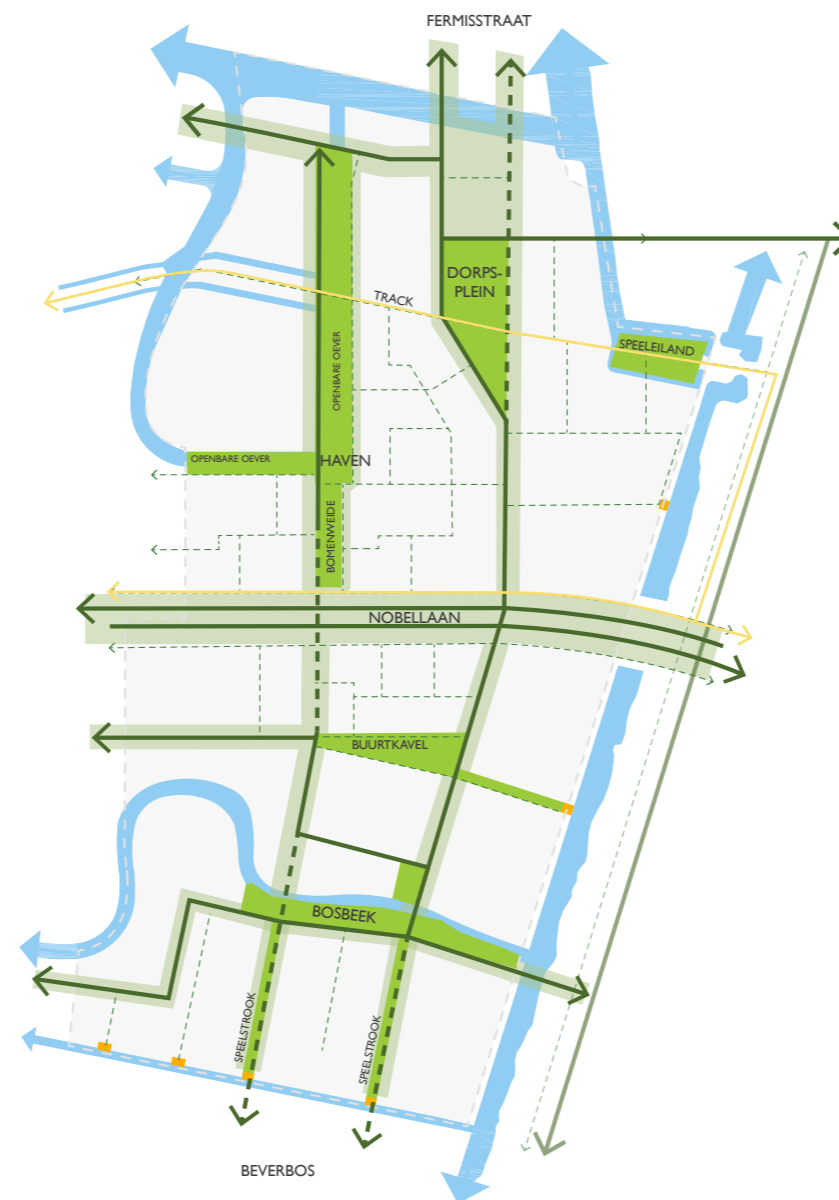 FERMISSTRAAT
DORPS-
PLEIN
TRACK
SPEELEILAND
OPENBARE OEVER
OPENBARE OEVER
HAVEN
BOMENWEIDE
NOBELLAAN
BUURTKAVEL
BOSBEEK
SPEELSTROOK
SPEELSTROOK
BEVERBOS